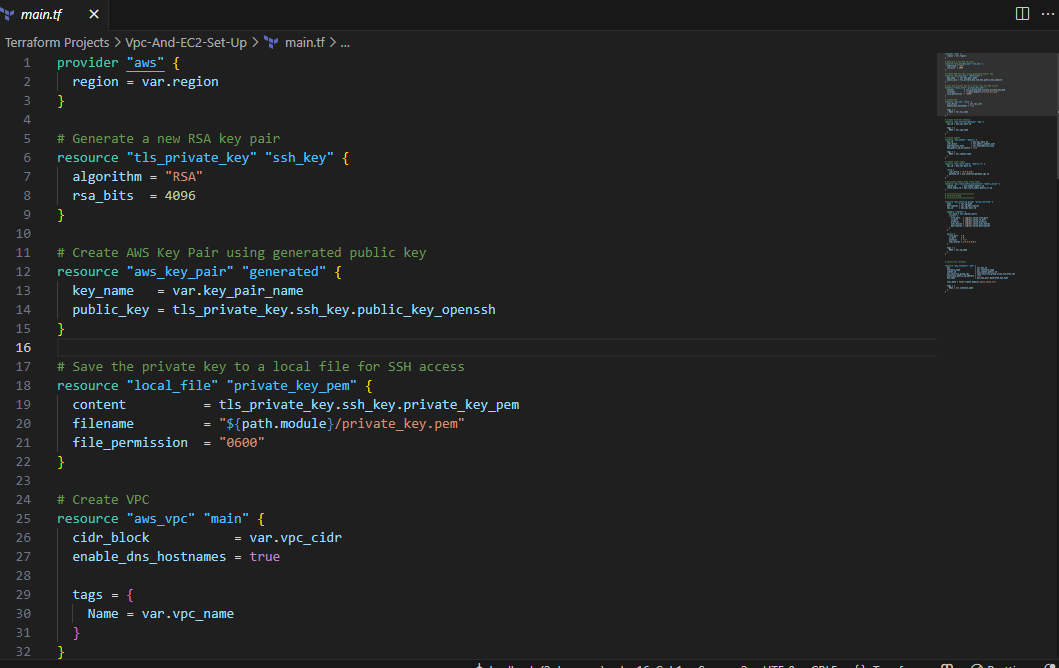 main.tf
Terraform Projects > Vpc-And-EC2-Set-Up > main.tf > ...
1 provider "aws" {
2   region = var.region
3 }
4
5 # Generate a new RSA key pair
6 resource "tls_private_key" "ssh_key" {
7   algorithm = "RSA"
8   rsa_bits  = 4096
9 }
10
11 # Create AWS Key Pair using generated public key
12 resource "aws_key_pair" "generated" {
13   key_name   = var.key_pair_name
14   public_key = tls_private_key.ssh_key.public_key_openssh
15 }
16
17 # Save the private key to a local file for SSH access
18 resource "local_file" "private_key_pem" {
19   content          = tls_private_key.ssh_key.private_key_pem
20   filename         = "${path.module}/private_key.pem"
21   file_permission  = "0600"
22 }
23
24 # Create VPC
25 resource "aws_vpc" "main" {
26   cidr_block           = var.vpc_cidr
27   enable_dns_hostnames = true
28
29   tags = {
30     Name = var.vpc_name
31   }
32 }